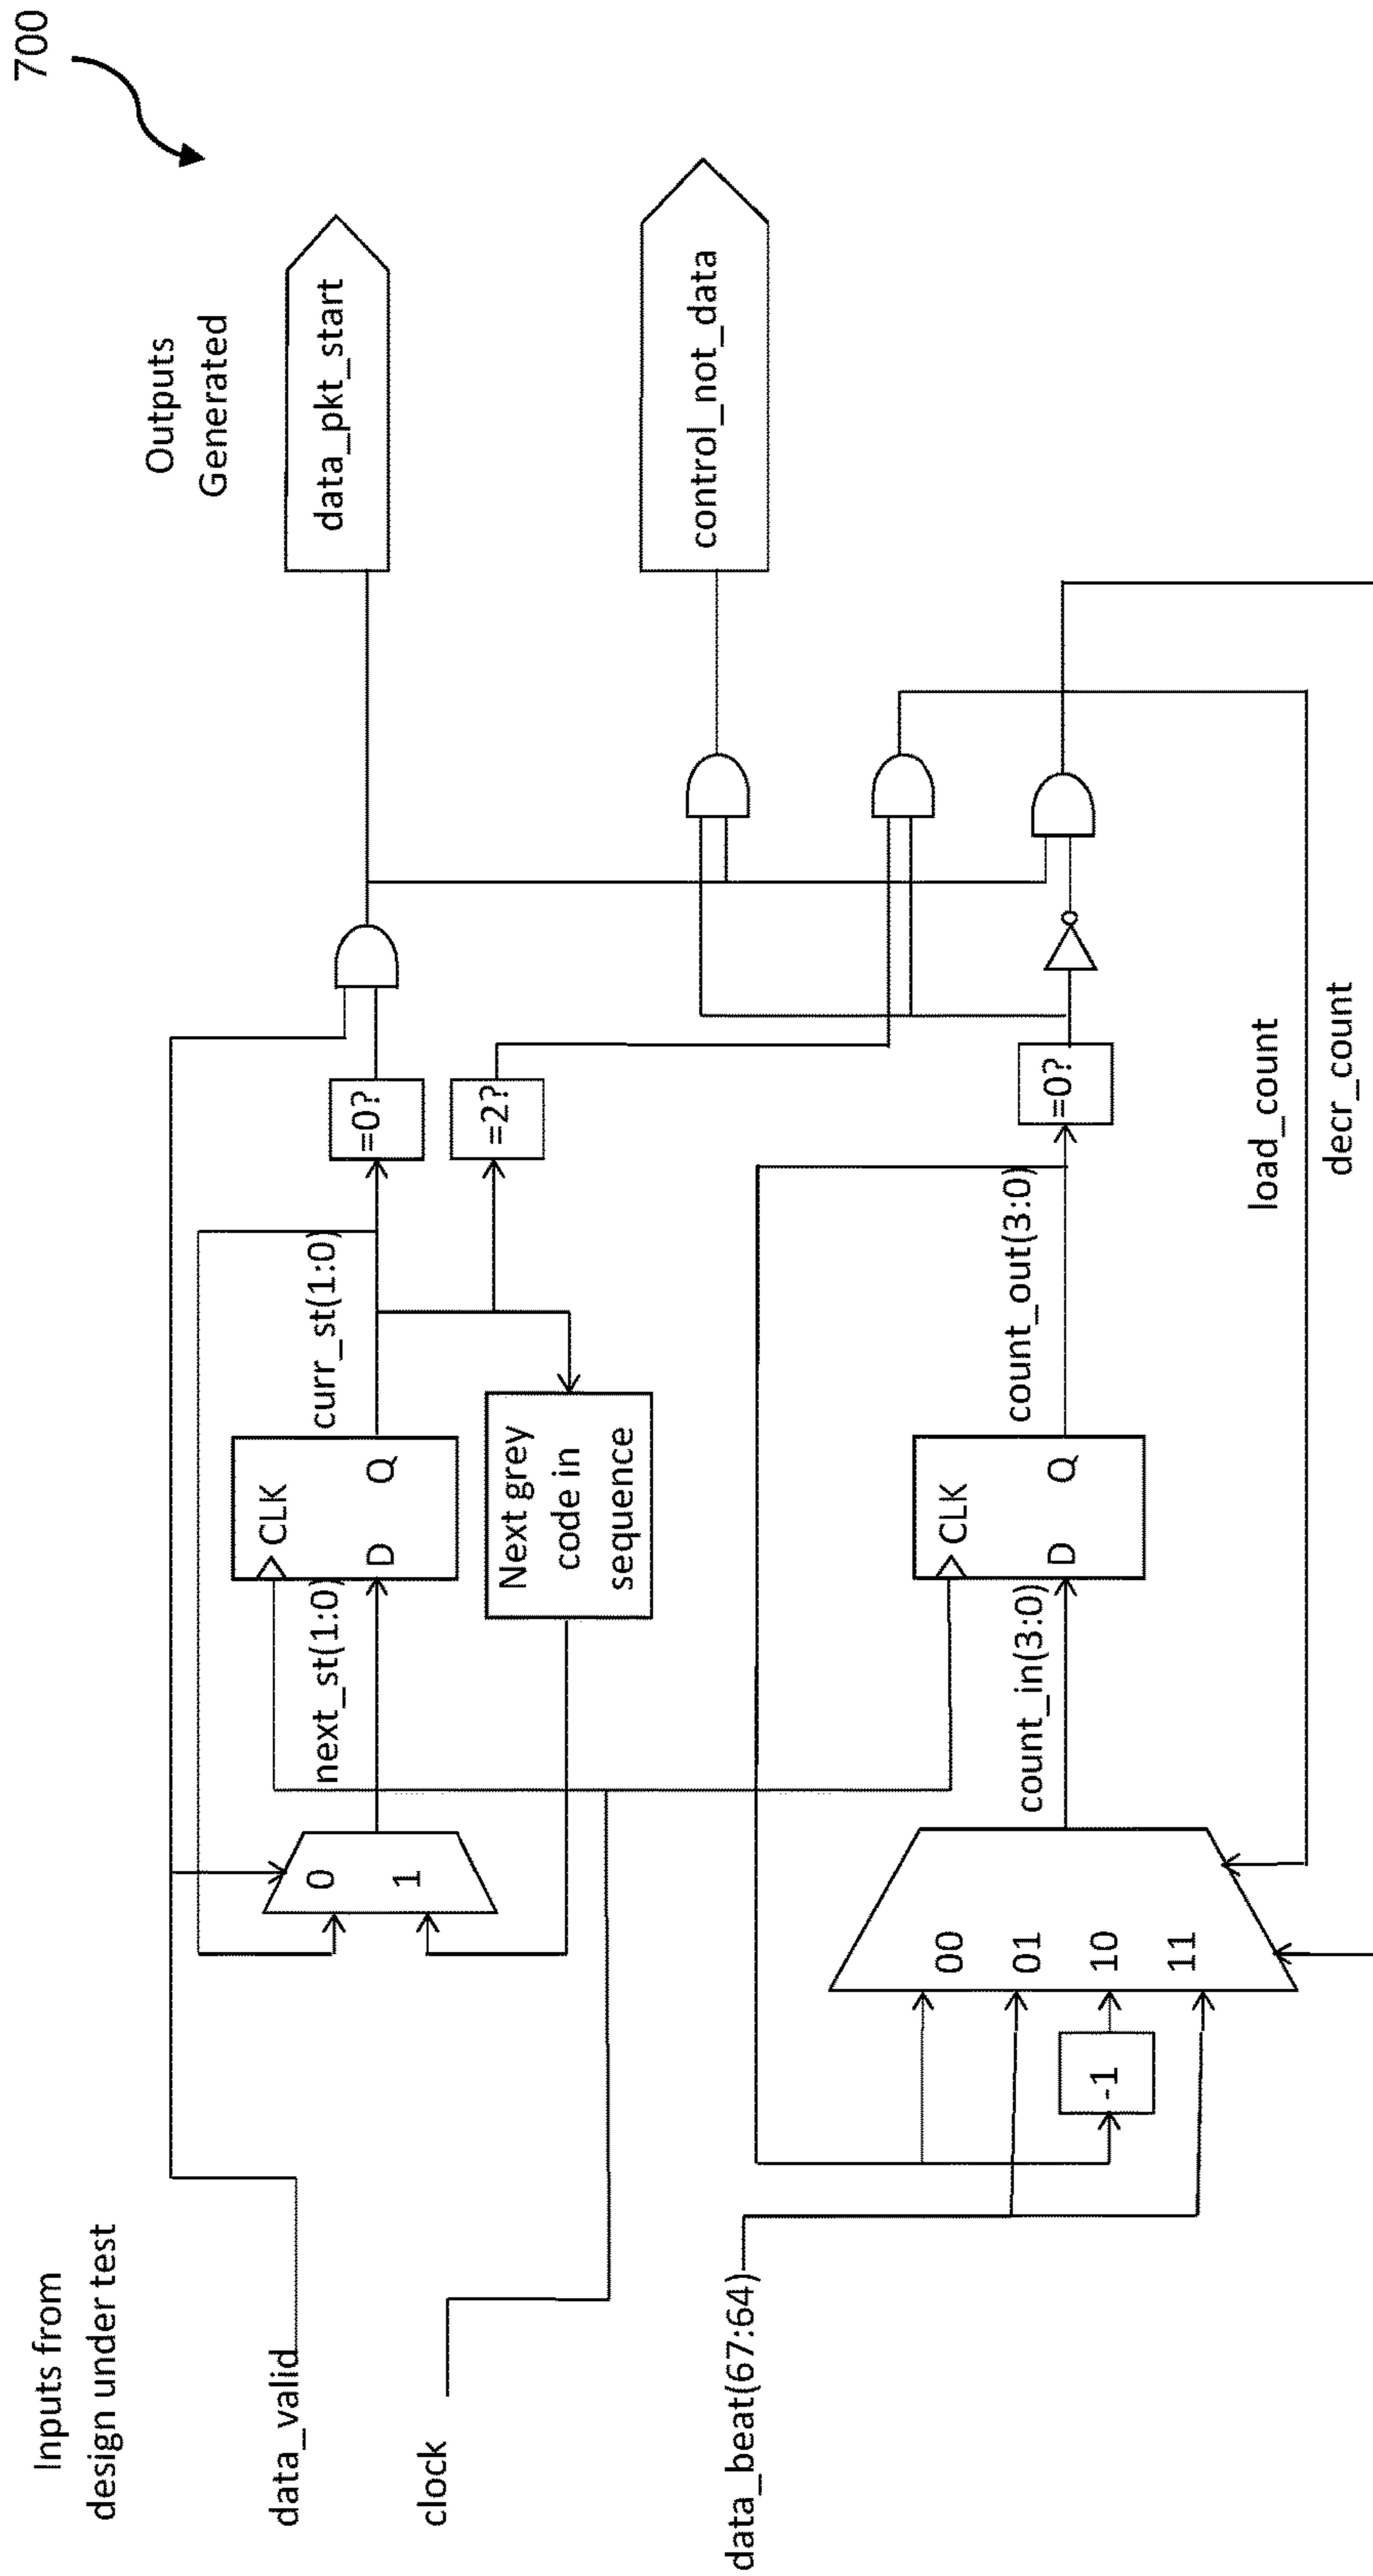 700
Inputs from
design under test
Outputs
Generated
data_valid
clock
data_beat(67:64)
0
1
next_st(1:0)
CLK
D
Q
curr_st(1:0)
=0?
=2?
Next grey
code in
sequence
data_pkt_start
control_not_data
00
01
10
11
-1
count_in(3:0)
CLK
D
Q
count_out(3:0)
=0?
load_count
decr_count